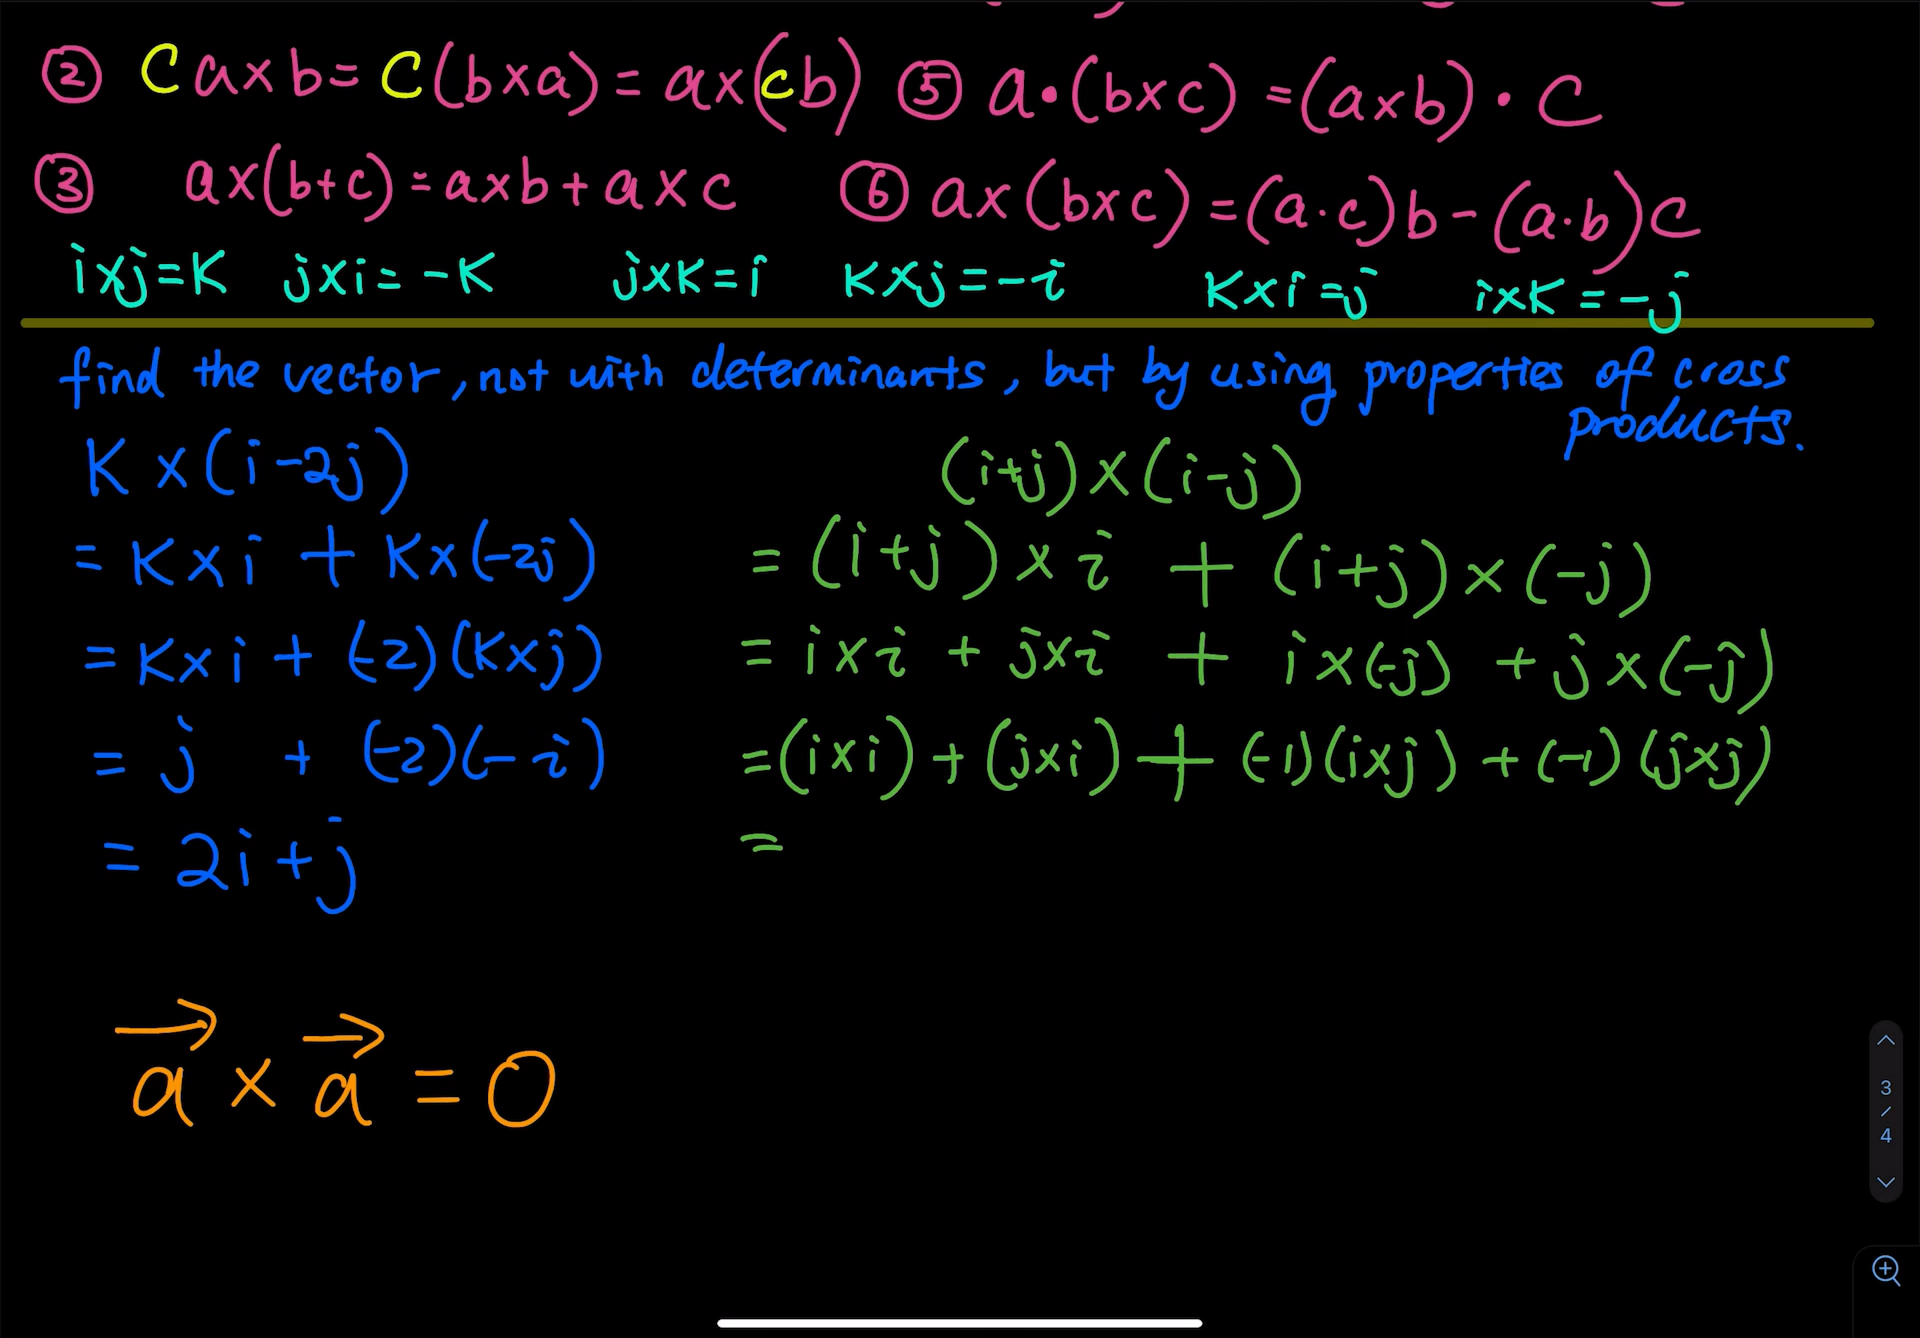 ② C a×b = C(b×a) = a×(cb) ⑤ a•(b×c) = (a×b)•C
③ a×(b+c) = a×b + a×c ⑥ a×(b×c) = (a·c)b - (a·b)C
i×j=K j×i=-K j×K=i K×j=-i K×i=j i×K=-j
find the vector, not with determinants, but by using properties of cross
products.
K×(i-2j)
= K×i + K×(-2j)
= K×i + (-2)(K×j)
= j + (-2)(-i)
= 2i+j
(i+j)×(i-j)
= (i+j)×i + (i+j)×(-j)
= i×i + j×i + i×(-j) + j×(-j)
= (i×i) + (j×i) + (-1)(i×j) + (-1)(j×j)
=
a⃗ × a⃗ = 0
3
/
4